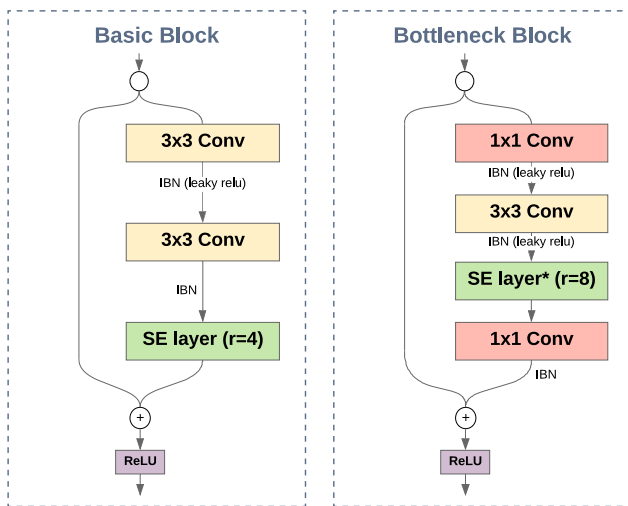 Basic Block
3x3 Conv
IBN (leaky relu)
3x3 Conv
IBN
SE layer (r=4)
+
ReLU
Bottleneck Block
1x1 Conv
IBN (leaky relu)
3x3 Conv
IBN (leaky relu)
SE layer* (r=8)
1x1 Conv
IBN
+
ReLU